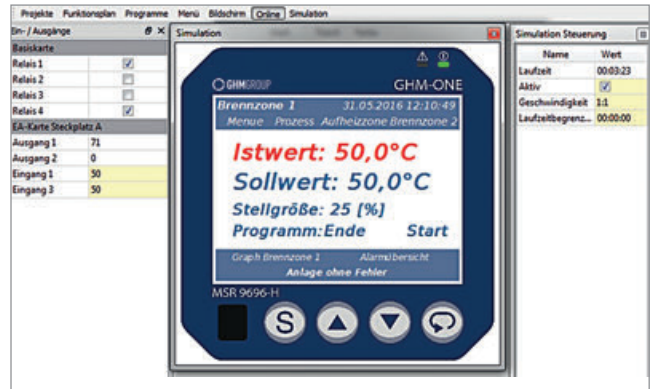 Projekte Funktionsplan Programme Menü Bildschirm Online Simulation
Ein- / Ausgänge
Basiskarte
Relais 1
Relais 2
Relais 3
Relais 4
EA-Karte Steckplatz A
Ausgang 1 71
Ausgang 2 0
Eingang 1 50
Eingang 3 50
Simulation
GHMGROUP GHM-ONE
Brennzone 1 31.05.2016 12:10:49
Menue Prozess Aufheizzone Brennzone 2
Istwert: 50,0°C
Sollwert: 50,0°C
Stellgröße: 25 [%]
Programm:Ende Start
Graph Brennzone 1 Alarmübersicht
Anlage ohne Fehler
MSR 9696-H
S
Simulation Steuerung
Name Wert
Laufzeit 00:03:23
Aktiv
Geschwindigkeit 1:1
Laufzeitbegrenz... 00:00:00